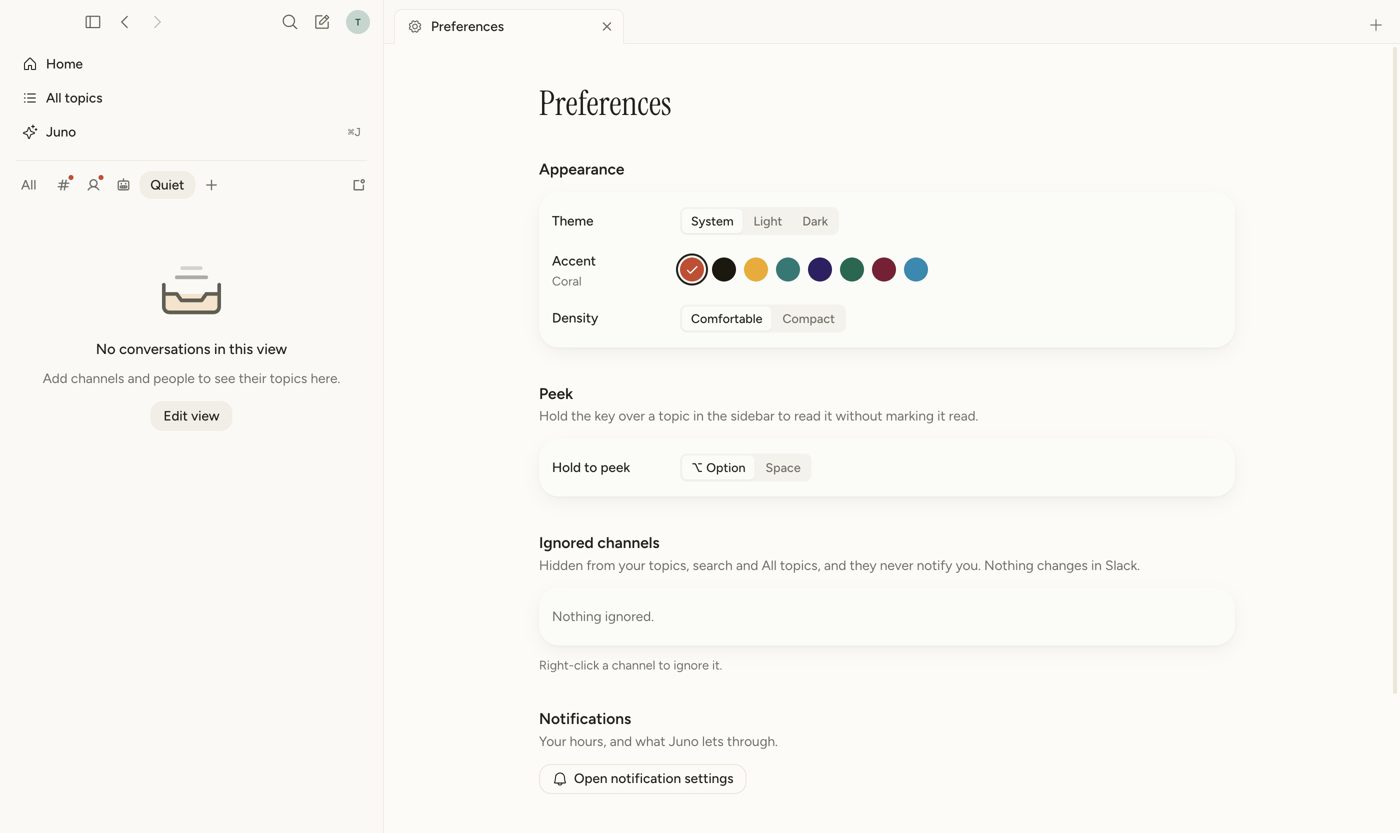 T
Preferences
Home
All topics
Juno
⌘J
All
Quiet
No conversations in this view
Add channels and people to see their topics here.
Edit view
Preferences
Appearance
Theme
System
Light
Dark
Accent
Coral
Density
Comfortable
Compact
Peek
Hold the key over a topic in the sidebar to read it without marking it read.
Hold to peek
⌥ Option
Space
Ignored channels
Hidden from your topics, search and All topics, and they never notify you. Nothing changes in Slack.
Nothing ignored.
Right-click a channel to ignore it.
Notifications
Your hours, and what Juno lets through.
Open notification settings